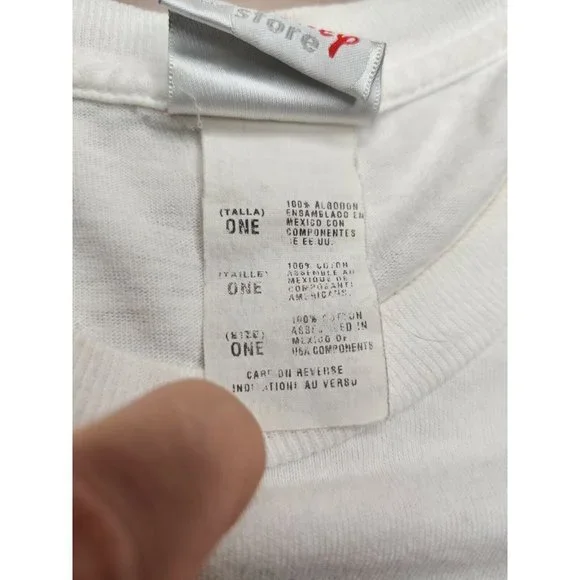 store
(TALLA)
ONE
100% ALGODON
ENSAMBLADO EN
MEXICO CON
COMPONENTES
DE EE.UU.
(TAILLE)
ONE
100% COTON
ASSEMBLE AU
MEXIQUE DE
COMPOSANTS
AMERICAINS.
(SIZE)
ONE
100% COTTON
ASSEMBLED IN
MEXICO OF
USA COMPONENTS
CARE ON REVERSE
INDICATIONS AU VERSO